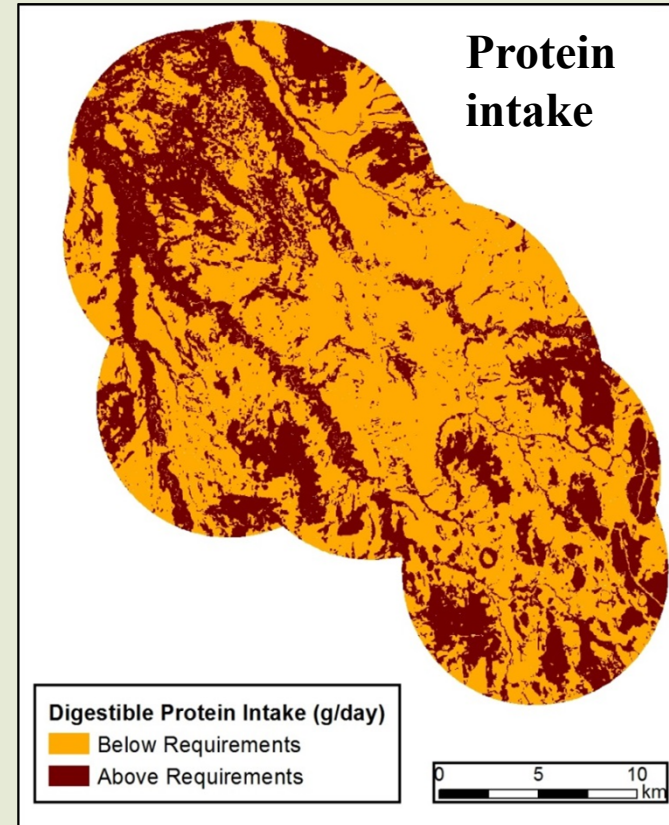 Protein
intake
Digestible Protein Intake (g/day)
Below Requirements
Above Requirements
0 5 10
km